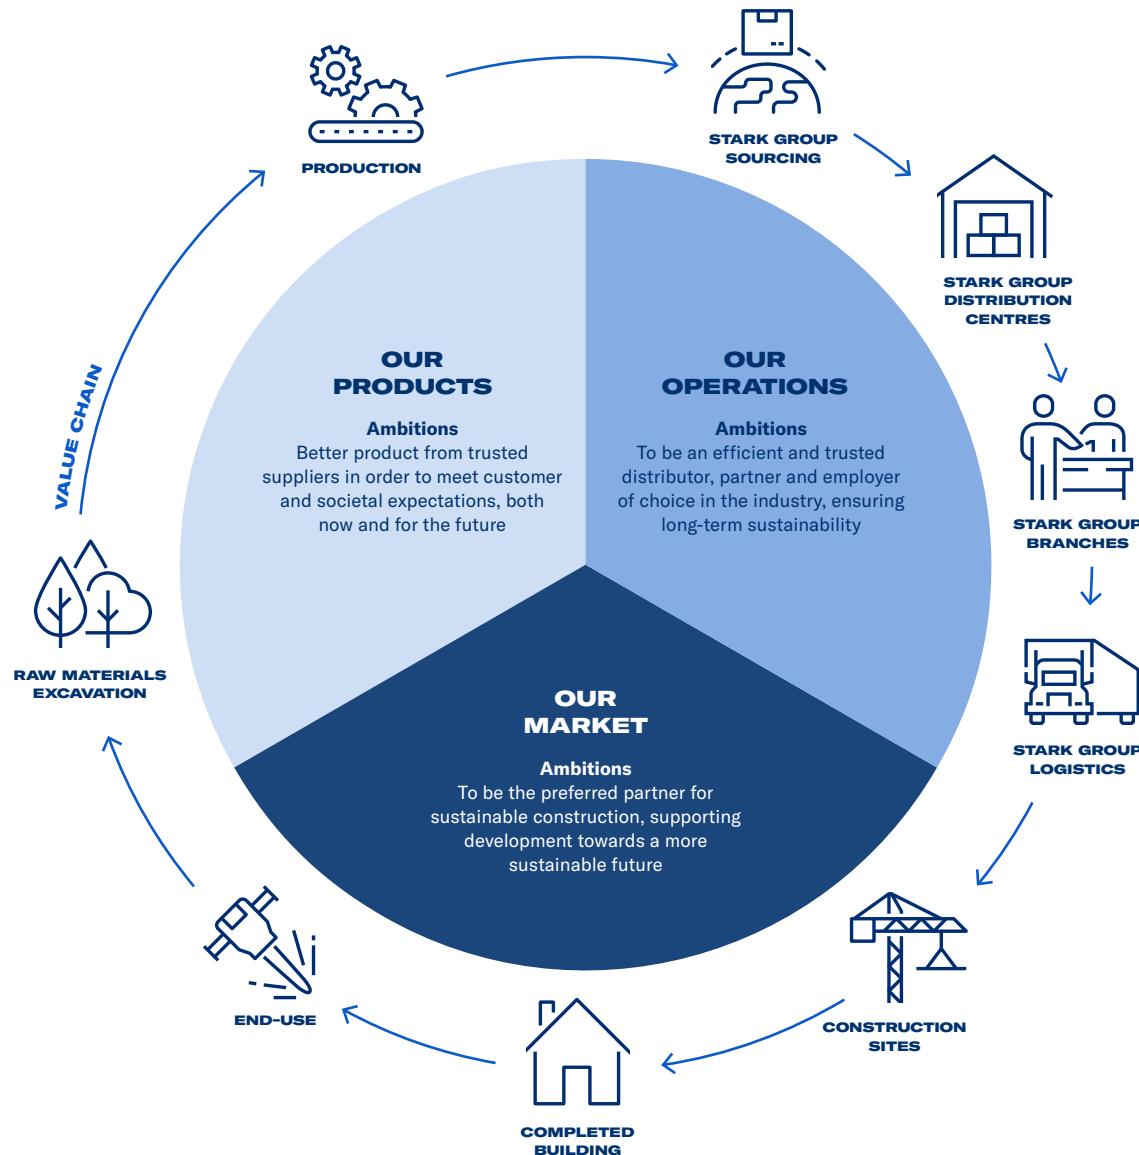 PRODUCTION
STARK GROUP
SOURCING
STARK GROUP
DISTRIBUTION
CENTRES
STARK GROUP
BRANCHES
STARK GROUP
LOGISTICS
CONSTRUCTION
SITES
COMPLETED
BUILDING
END-USE
RAW MATERIALS
EXCAVATION
VALUE CHAIN
OUR
PRODUCTS
Ambitions
Better product from trusted
suppliers in order to meet customer
and societal expectations, both
now and for the future
OUR
OPERATIONS
Ambitions
To be an efficient and trusted
distributor, partner and employer
of choice in the industry, ensuring
long-term sustainability
OUR
MARKET
Ambitions
To be the preferred partner for
sustainable construction, supporting
development towards a more
sustainable future